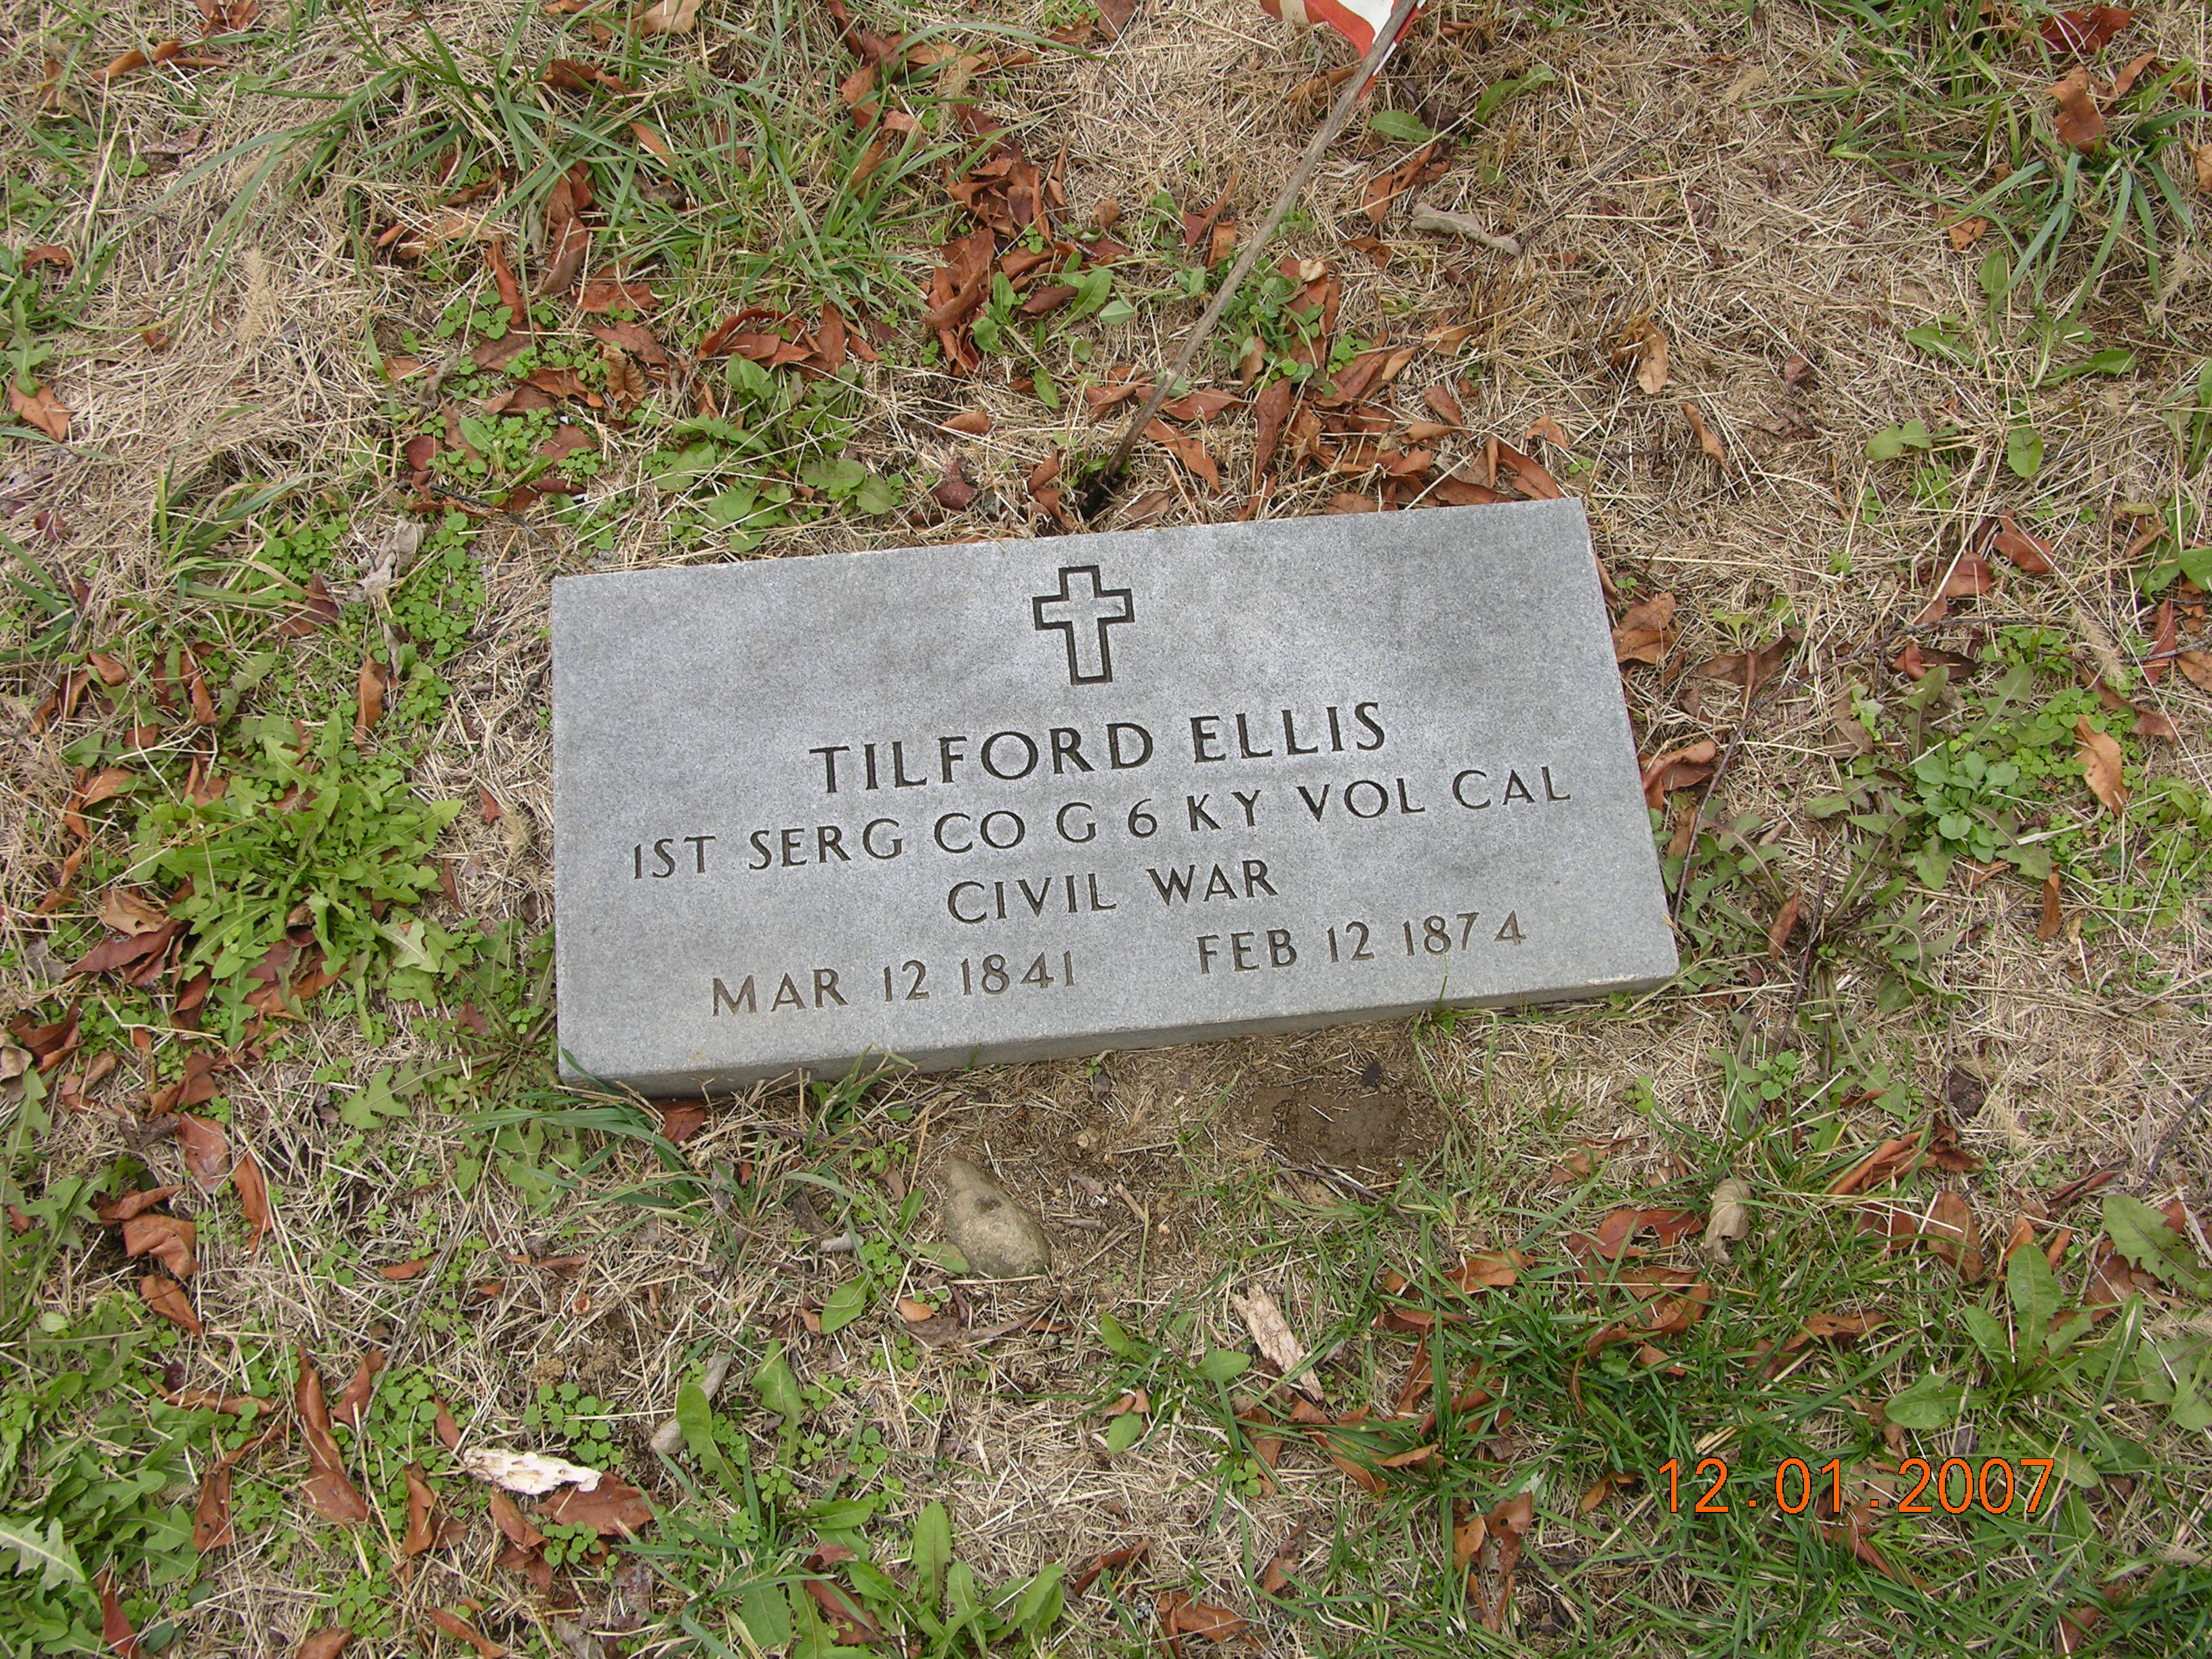 TILFORD ELLIS
1ST SERG CO G 6 KY VOL CAL
CIVIL WAR
MAR 12 1841 FEB 12 1874
12.01.2007